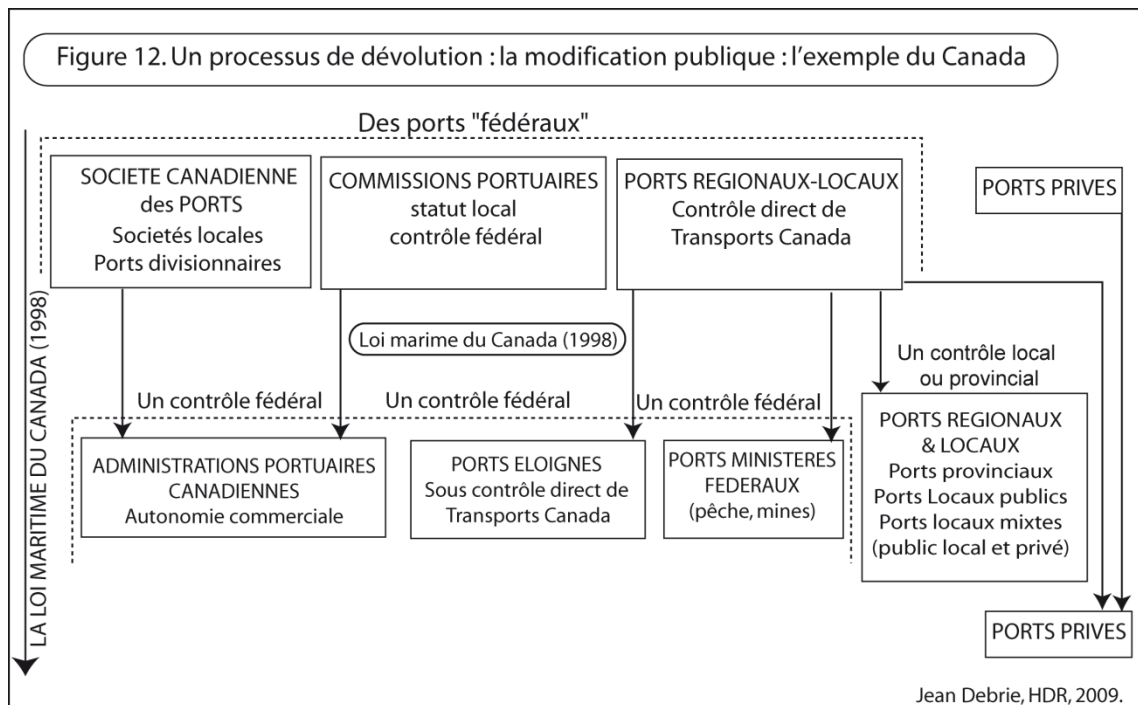 Figure 12. Un processus de dévolution : la modification publique : l'exemple du Canada
Des ports "fédéraux"
SOCIETE CANADIENNE
des PORTS
Societés locales
Ports divisionnaires
COMMISSIONS PORTUAIRES
statut local
contrôle fédéral
PORTS REGIONAUX-LOCAUX
Contrôle direct de
Transports Canada
PORTS PRIVES
LA LOI MARITIME DU CANADA (1998)
Loi marime du Canada (1998)
Un contrôle fédéral
Un contrôle fédéral
Un contrôle fédéral
Un contrôle local
ou provincial
ADMINISTRATIONS PORTUAIRES
CANADIENNES
Autonomie commerciale
PORTS ELOIGNES
Sous contrôle direct de
Transports Canada
PORTS MINISTERES
FEDERAUX
(pêche, mines)
PORTS REGIONAUX
& LOCAUX
Ports provinciaux
Ports Locaux publics
Ports locaux mixtes
(public local et privé)
PORTS PRIVES
Jean Debrie, HDR, 2009.